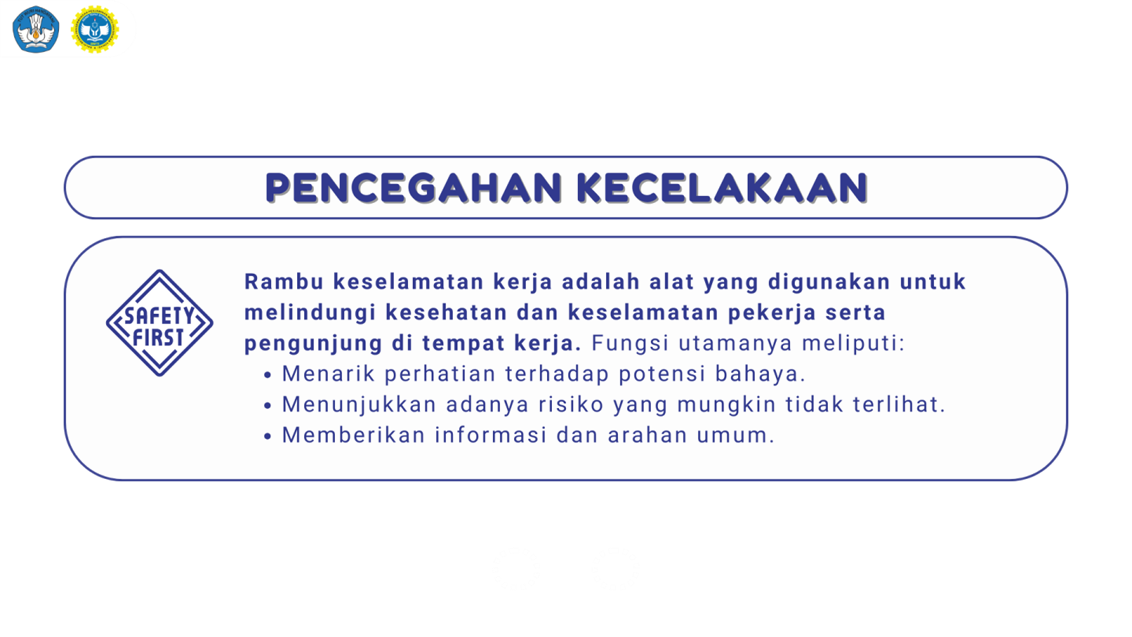 PENCEGAHAN KECELAKAAN
SAFETY
FIRST
Rambu keselamatan kerja adalah alat yang digunakan untuk
melindungi kesehatan dan keselamatan pekerja serta
pengunjung di tempat kerja. Fungsi utamanya meliputi:
• Menarik perhatian terhadap potensi bahaya.
• Menunjukkan adanya risiko yang mungkin tidak terlihat.
• Memberikan informasi dan arahan umum.